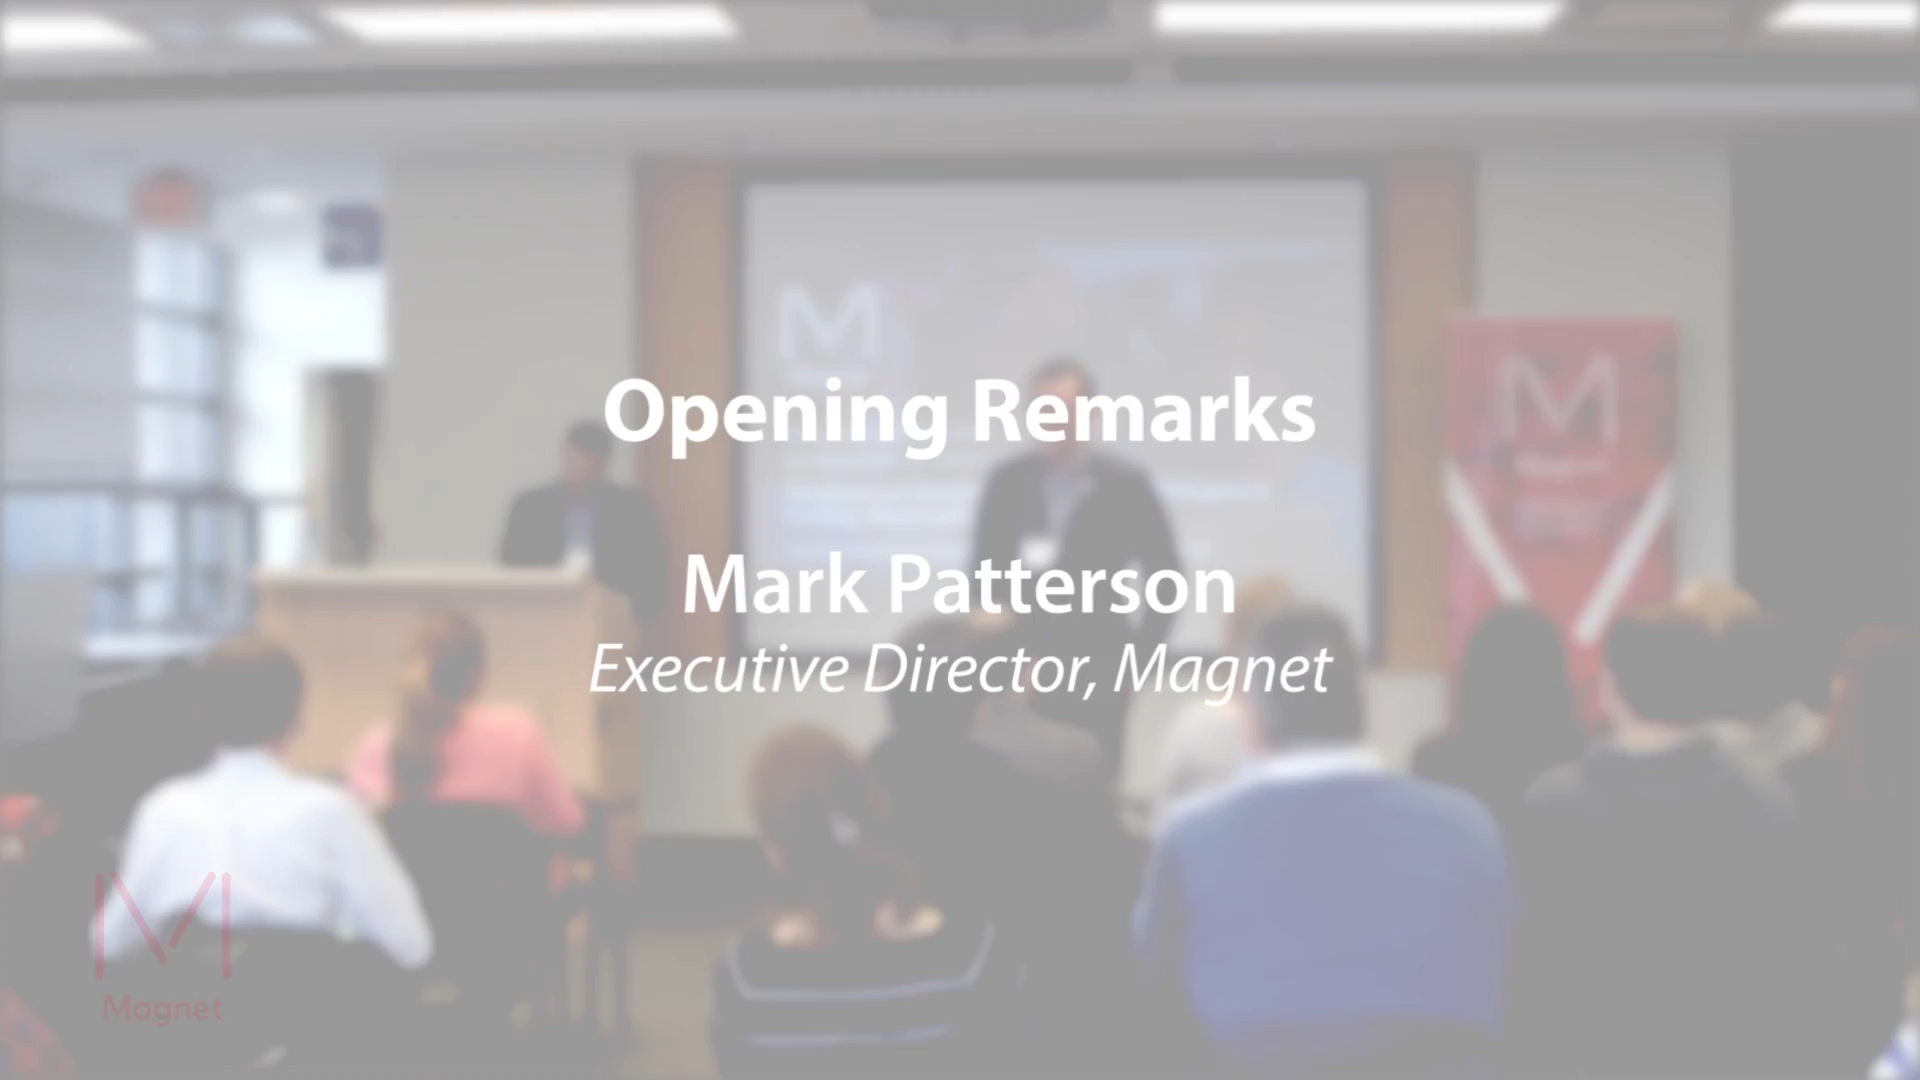 Opening Remarks
Mark Patterson
Executive Director, Magnet
M
M
M
Magnet